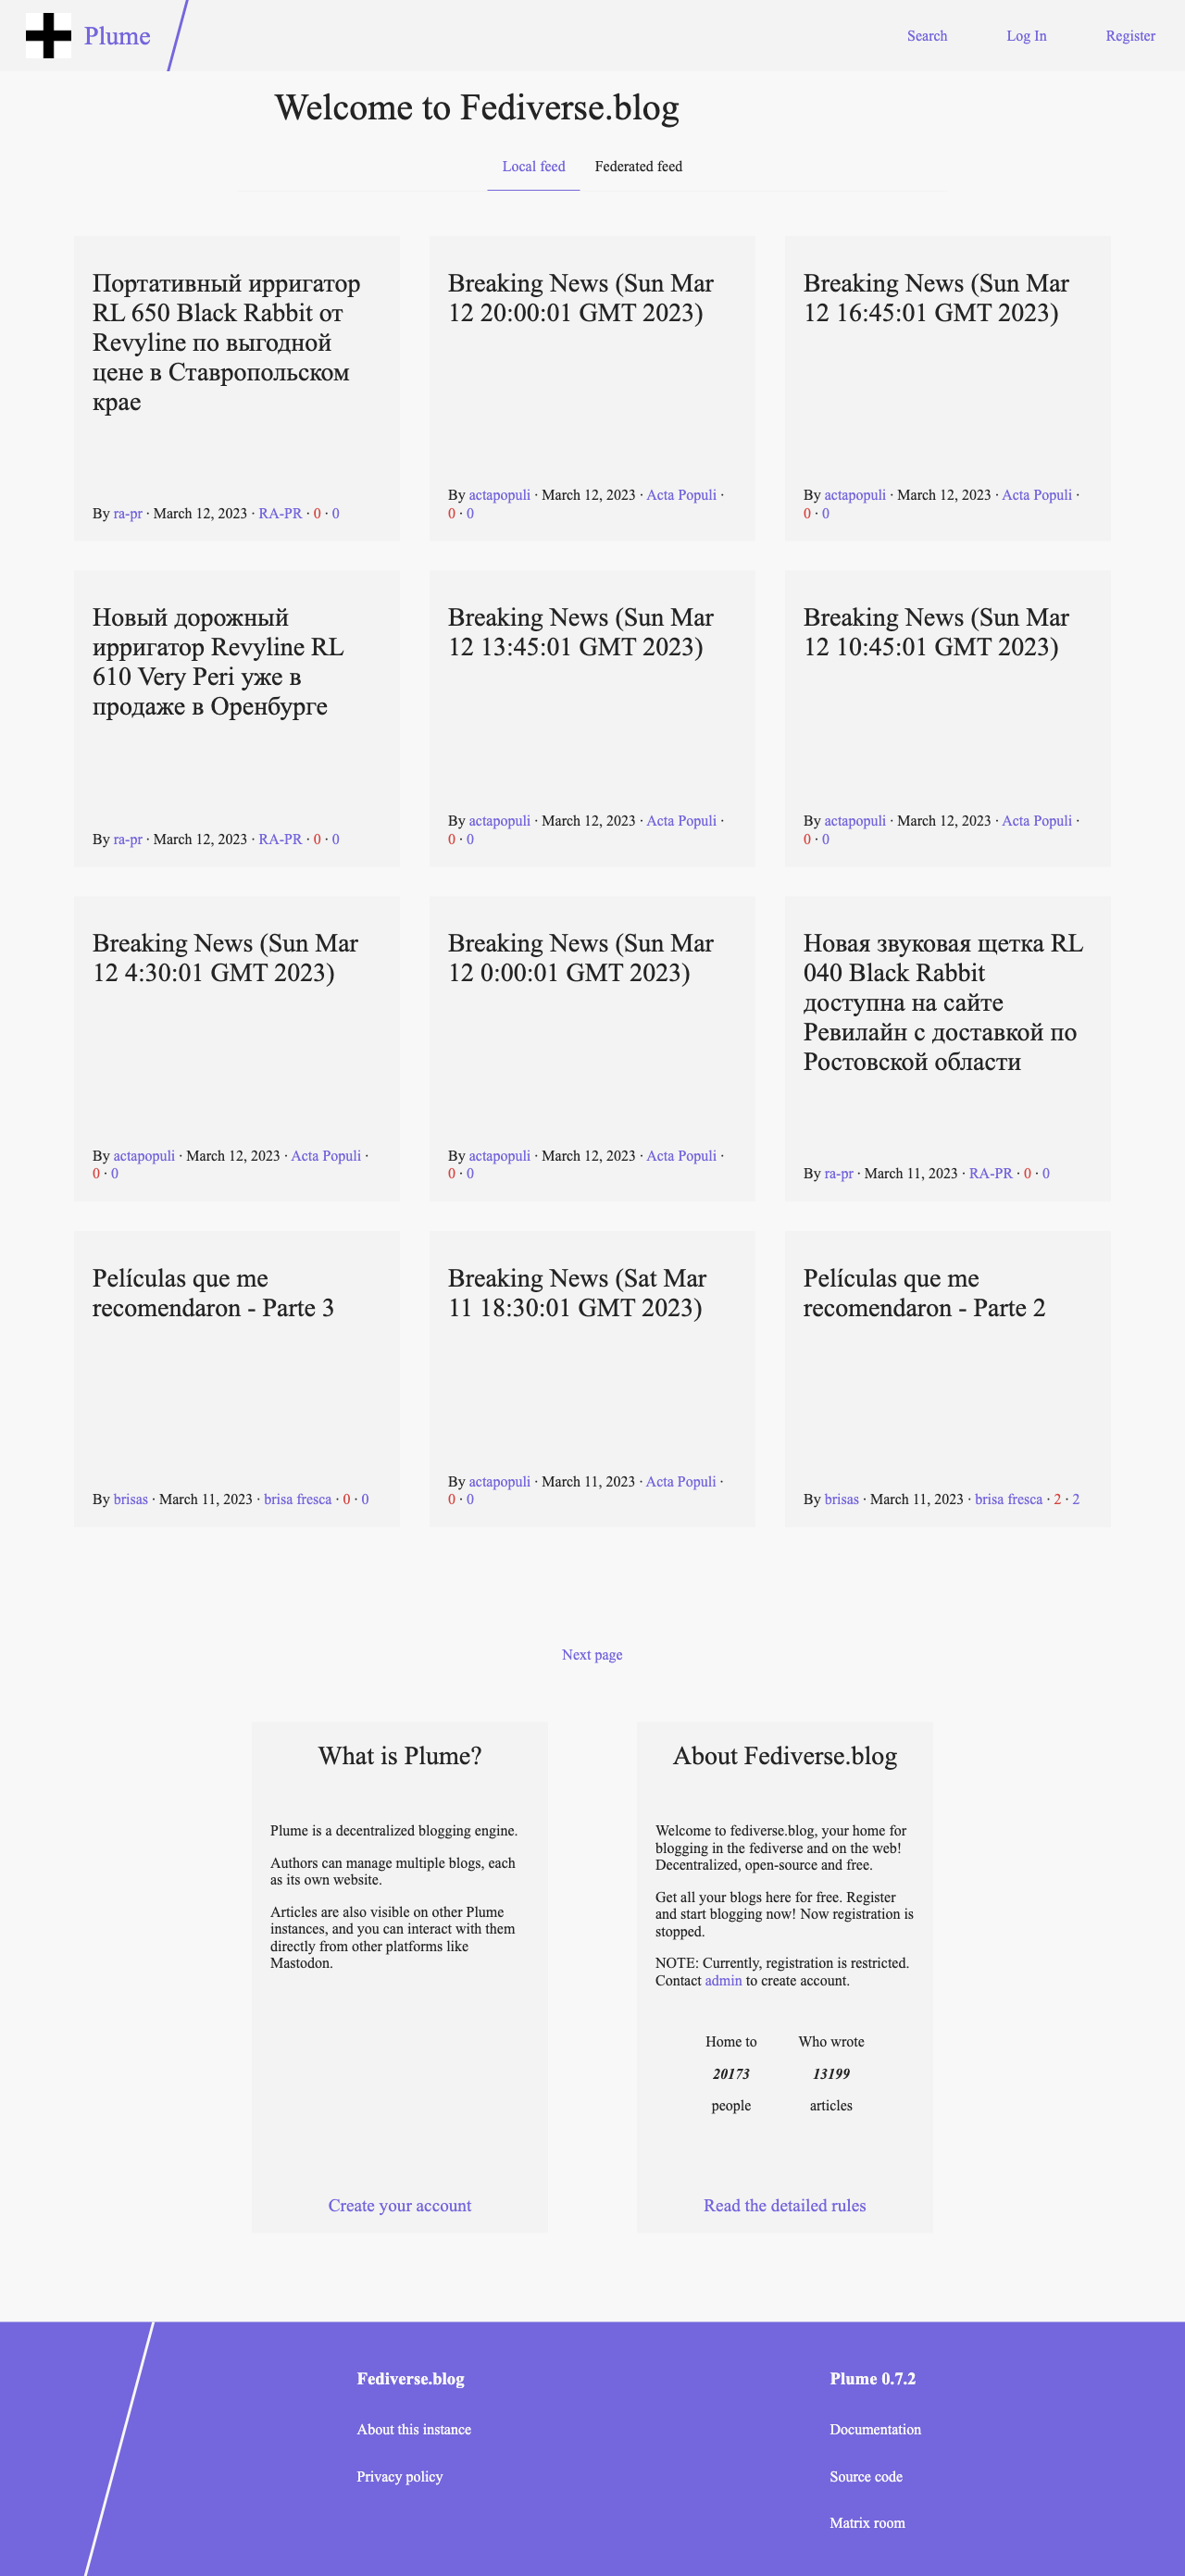 Plume
Search
Log In
Register
Welcome to Fediverse.blog
Local feed
Federated feed
Портативный ирригатор
RL 650 Black Rabbit от
Revyline по выгодной
цене в Ставропольском
крае
By ra-pr · March 12, 2023 · RA-PR · 0 · 0
Breaking News (Sun Mar
12 20:00:01 GMT 2023)
By actapopuli · March 12, 2023 · Acta Populi ·
0 · 0
Breaking News (Sun Mar
12 16:45:01 GMT 2023)
By actapopuli · March 12, 2023 · Acta Populi ·
0 · 0
Новый дорожный
ирригатор Revyline RL
610 Very Peri уже в
продаже в Оренбурге
By ra-pr · March 12, 2023 · RA-PR · 0 · 0
Breaking News (Sun Mar
12 13:45:01 GMT 2023)
By actapopuli · March 12, 2023 · Acta Populi ·
0 · 0
Breaking News (Sun Mar
12 10:45:01 GMT 2023)
By actapopuli · March 12, 2023 · Acta Populi ·
0 · 0
Breaking News (Sun Mar
12 4:30:01 GMT 2023)
By actapopuli · March 12, 2023 · Acta Populi ·
0 · 0
Breaking News (Sun Mar
12 0:00:01 GMT 2023)
By actapopuli · March 12, 2023 · Acta Populi ·
0 · 0
Новая звуковая щетка RL
040 Black Rabbit
доступна на сайте
Ревилайн с доставкой по
Ростовской области
By ra-pr · March 11, 2023 · RA-PR · 0 · 0
Películas que me
recomendaron - Parte 3
By brisas · March 11, 2023 · brisa fresca · 0 · 0
Breaking News (Sat Mar
11 18:30:01 GMT 2023)
By actapopuli · March 11, 2023 · Acta Populi ·
0 · 0
Películas que me
recomendaron - Parte 2
By brisas · March 11, 2023 · brisa fresca · 2 · 2
Next page
What is Plume?
Plume is a decentralized blogging engine.
Authors can manage multiple blogs, each
as its own website.
Articles are also visible on other Plume
instances, and you can interact with them
directly from other platforms like
Mastodon.
Create your account
About Fediverse.blog
Welcome to fediverse.blog, your home for
blogging in the fediverse and on the web!
Decentralized, open-source and free.
Get all your blogs here for free. Register
and start blogging now! Now registration is
stopped.
NOTE: Currently, registration is restricted.
Contact admin to create account.
Home to
20173
people
Who wrote
13199
articles
Read the detailed rules
Fediverse.blog
About this instance
Privacy policy
Plume 0.7.2
Documentation
Source code
Matrix room